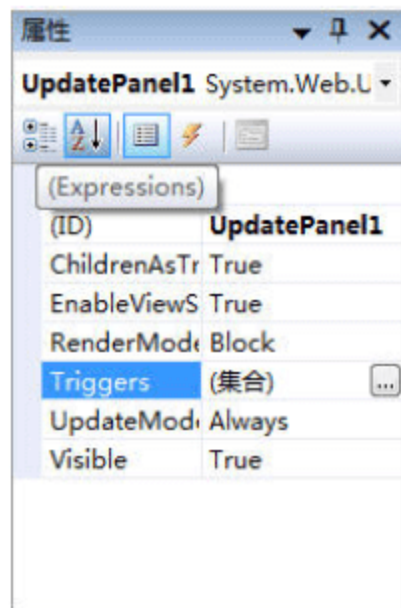 属性
UpdatePanel1 System.Web.U
(Expressions)
(ID) UpdatePanel1
ChildrenAsTr True
EnableViewS True
RenderMode Block
Triggers (集合) ...
UpdateMod Always
Visible True